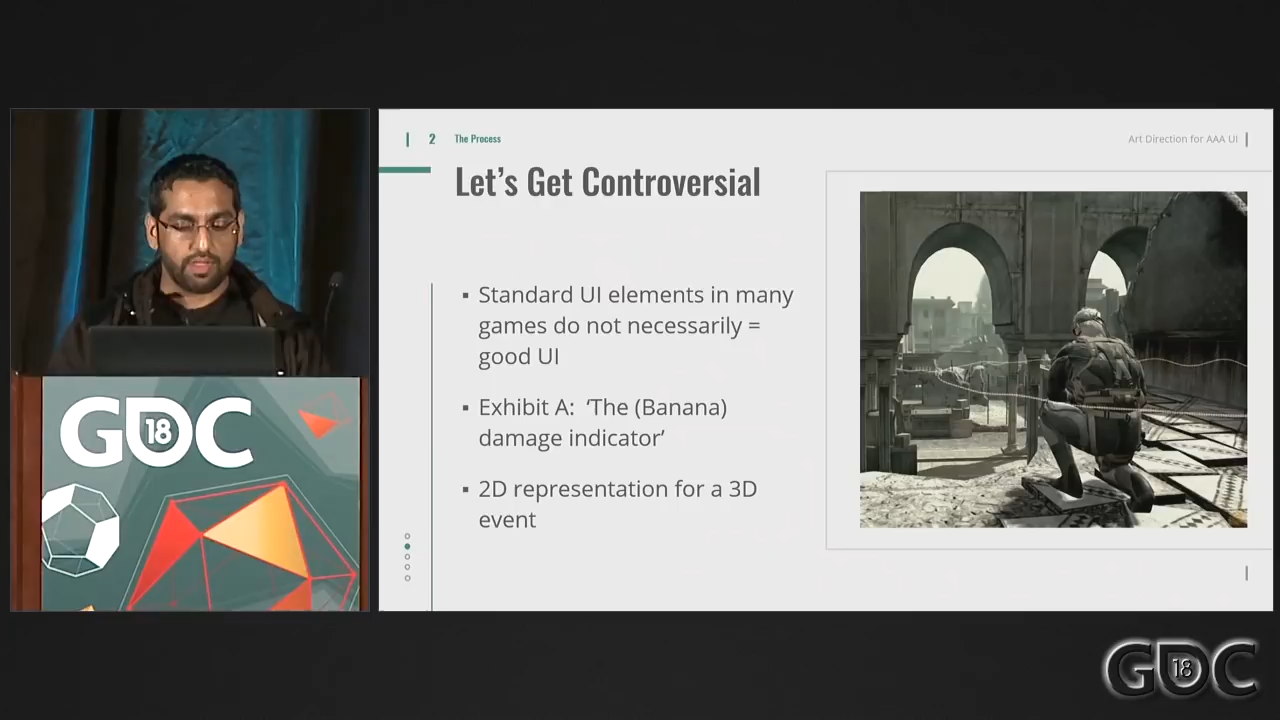 2 The Process
Art Direction for AAA UI
Let's Get Controversial
▪ Standard UI elements in many
games do not necessarily =
good UI
▪ Exhibit A: ‘The (Banana)
damage indicator’
▪ 2D representation for a 3D
event
GDC 18
GDC 18